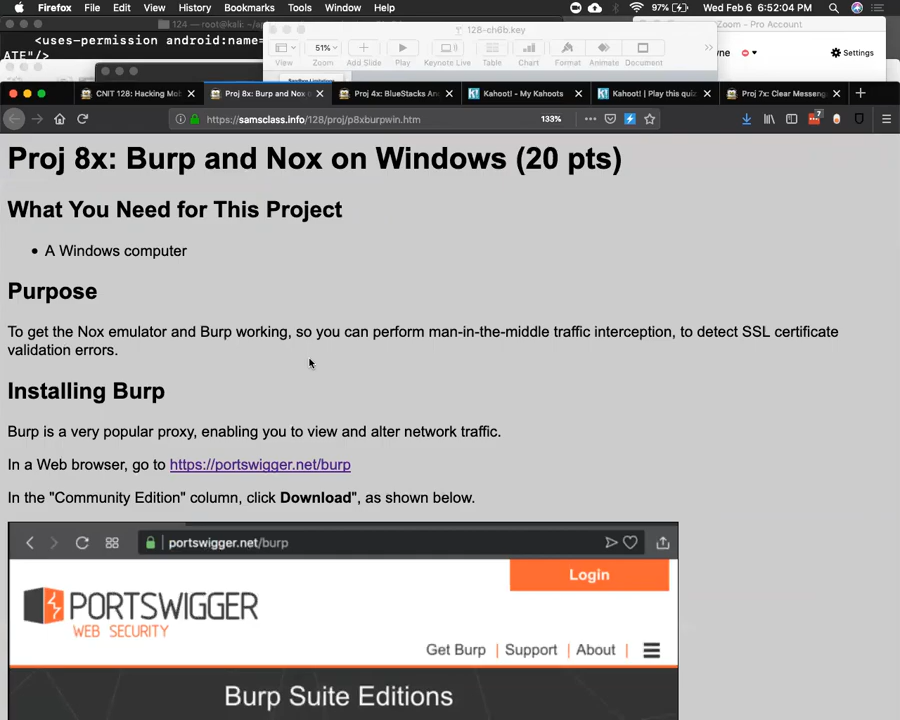 Firefox File Edit View History Bookmarks Tools Window Help 97% Wed Feb 6 6:52:04 PM
124 — root@kali:
<uses-permission android:name=
ATE"/>
128-ch6b.key
Zoom - Pro Account
51%
View Zoom Add Slide Play Keynote Live Table Chart Format Animate Document
Settings
CNIT 128: Hacking Mob
Proj 8x: Burp and Nox o
Proj 4x: BlueStacks An
Kahoot! - My Kahoots
Kahoot! | Play this quiz
Proj 7x: Clear Messeng
https://samsclass.info/128/proj/p8xburpwin.htm 133%
Proj 8x: Burp and Nox on Windows (20 pts)
What You Need for This Project
• A Windows computer
Purpose
To get the Nox emulator and Burp working, so you can perform man-in-the-middle traffic interception, to detect SSL certificate
validation errors.
Installing Burp
Burp is a very popular proxy, enabling you to view and alter network traffic.
In a Web browser, go to https://portswigger.net/burp
In the "Community Edition" column, click Download", as shown below.
portswigger.net/burp
Login
PORTSWIGGER
WEB SECURITY
Get Burp | Support | About |
Burp Suite Editions